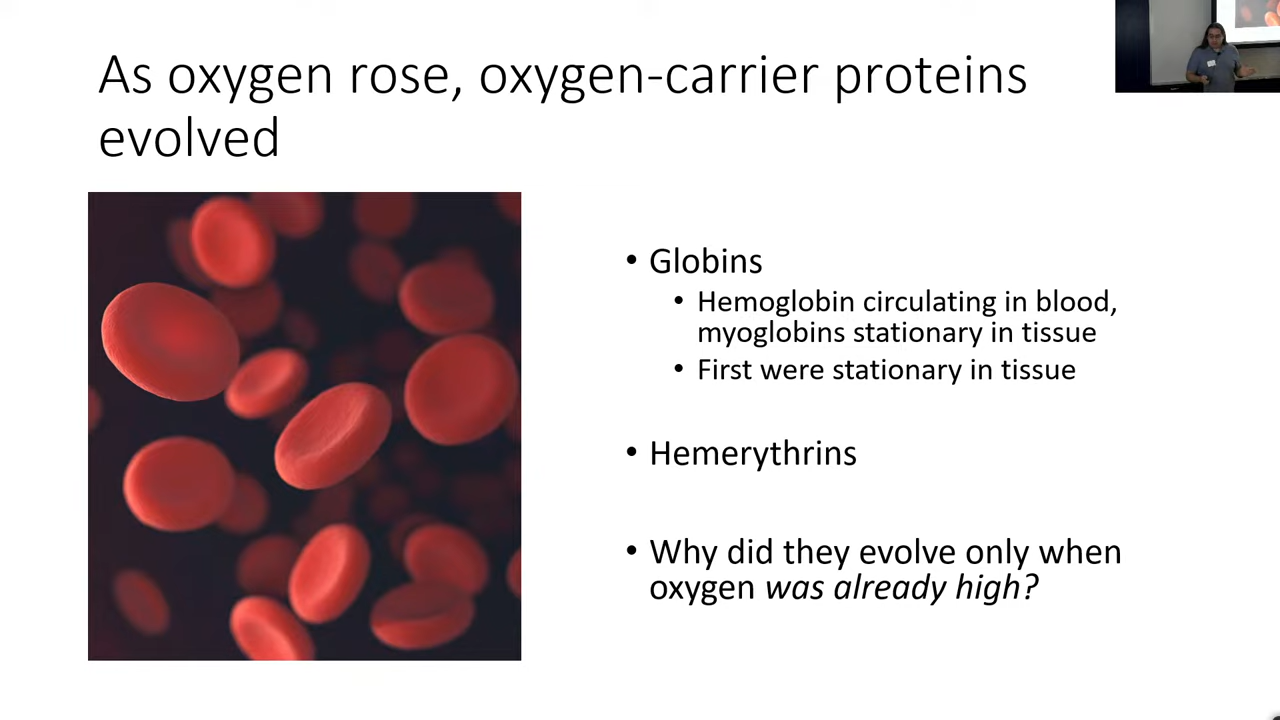 As oxygen rose, oxygen-carrier proteins
evolved
• Globins
• Hemoglobin circulating in blood,
myoglobins stationary in tissue
• First were stationary in tissue
• Hemerythrins
• Why did they evolve only when
oxygen was already high?